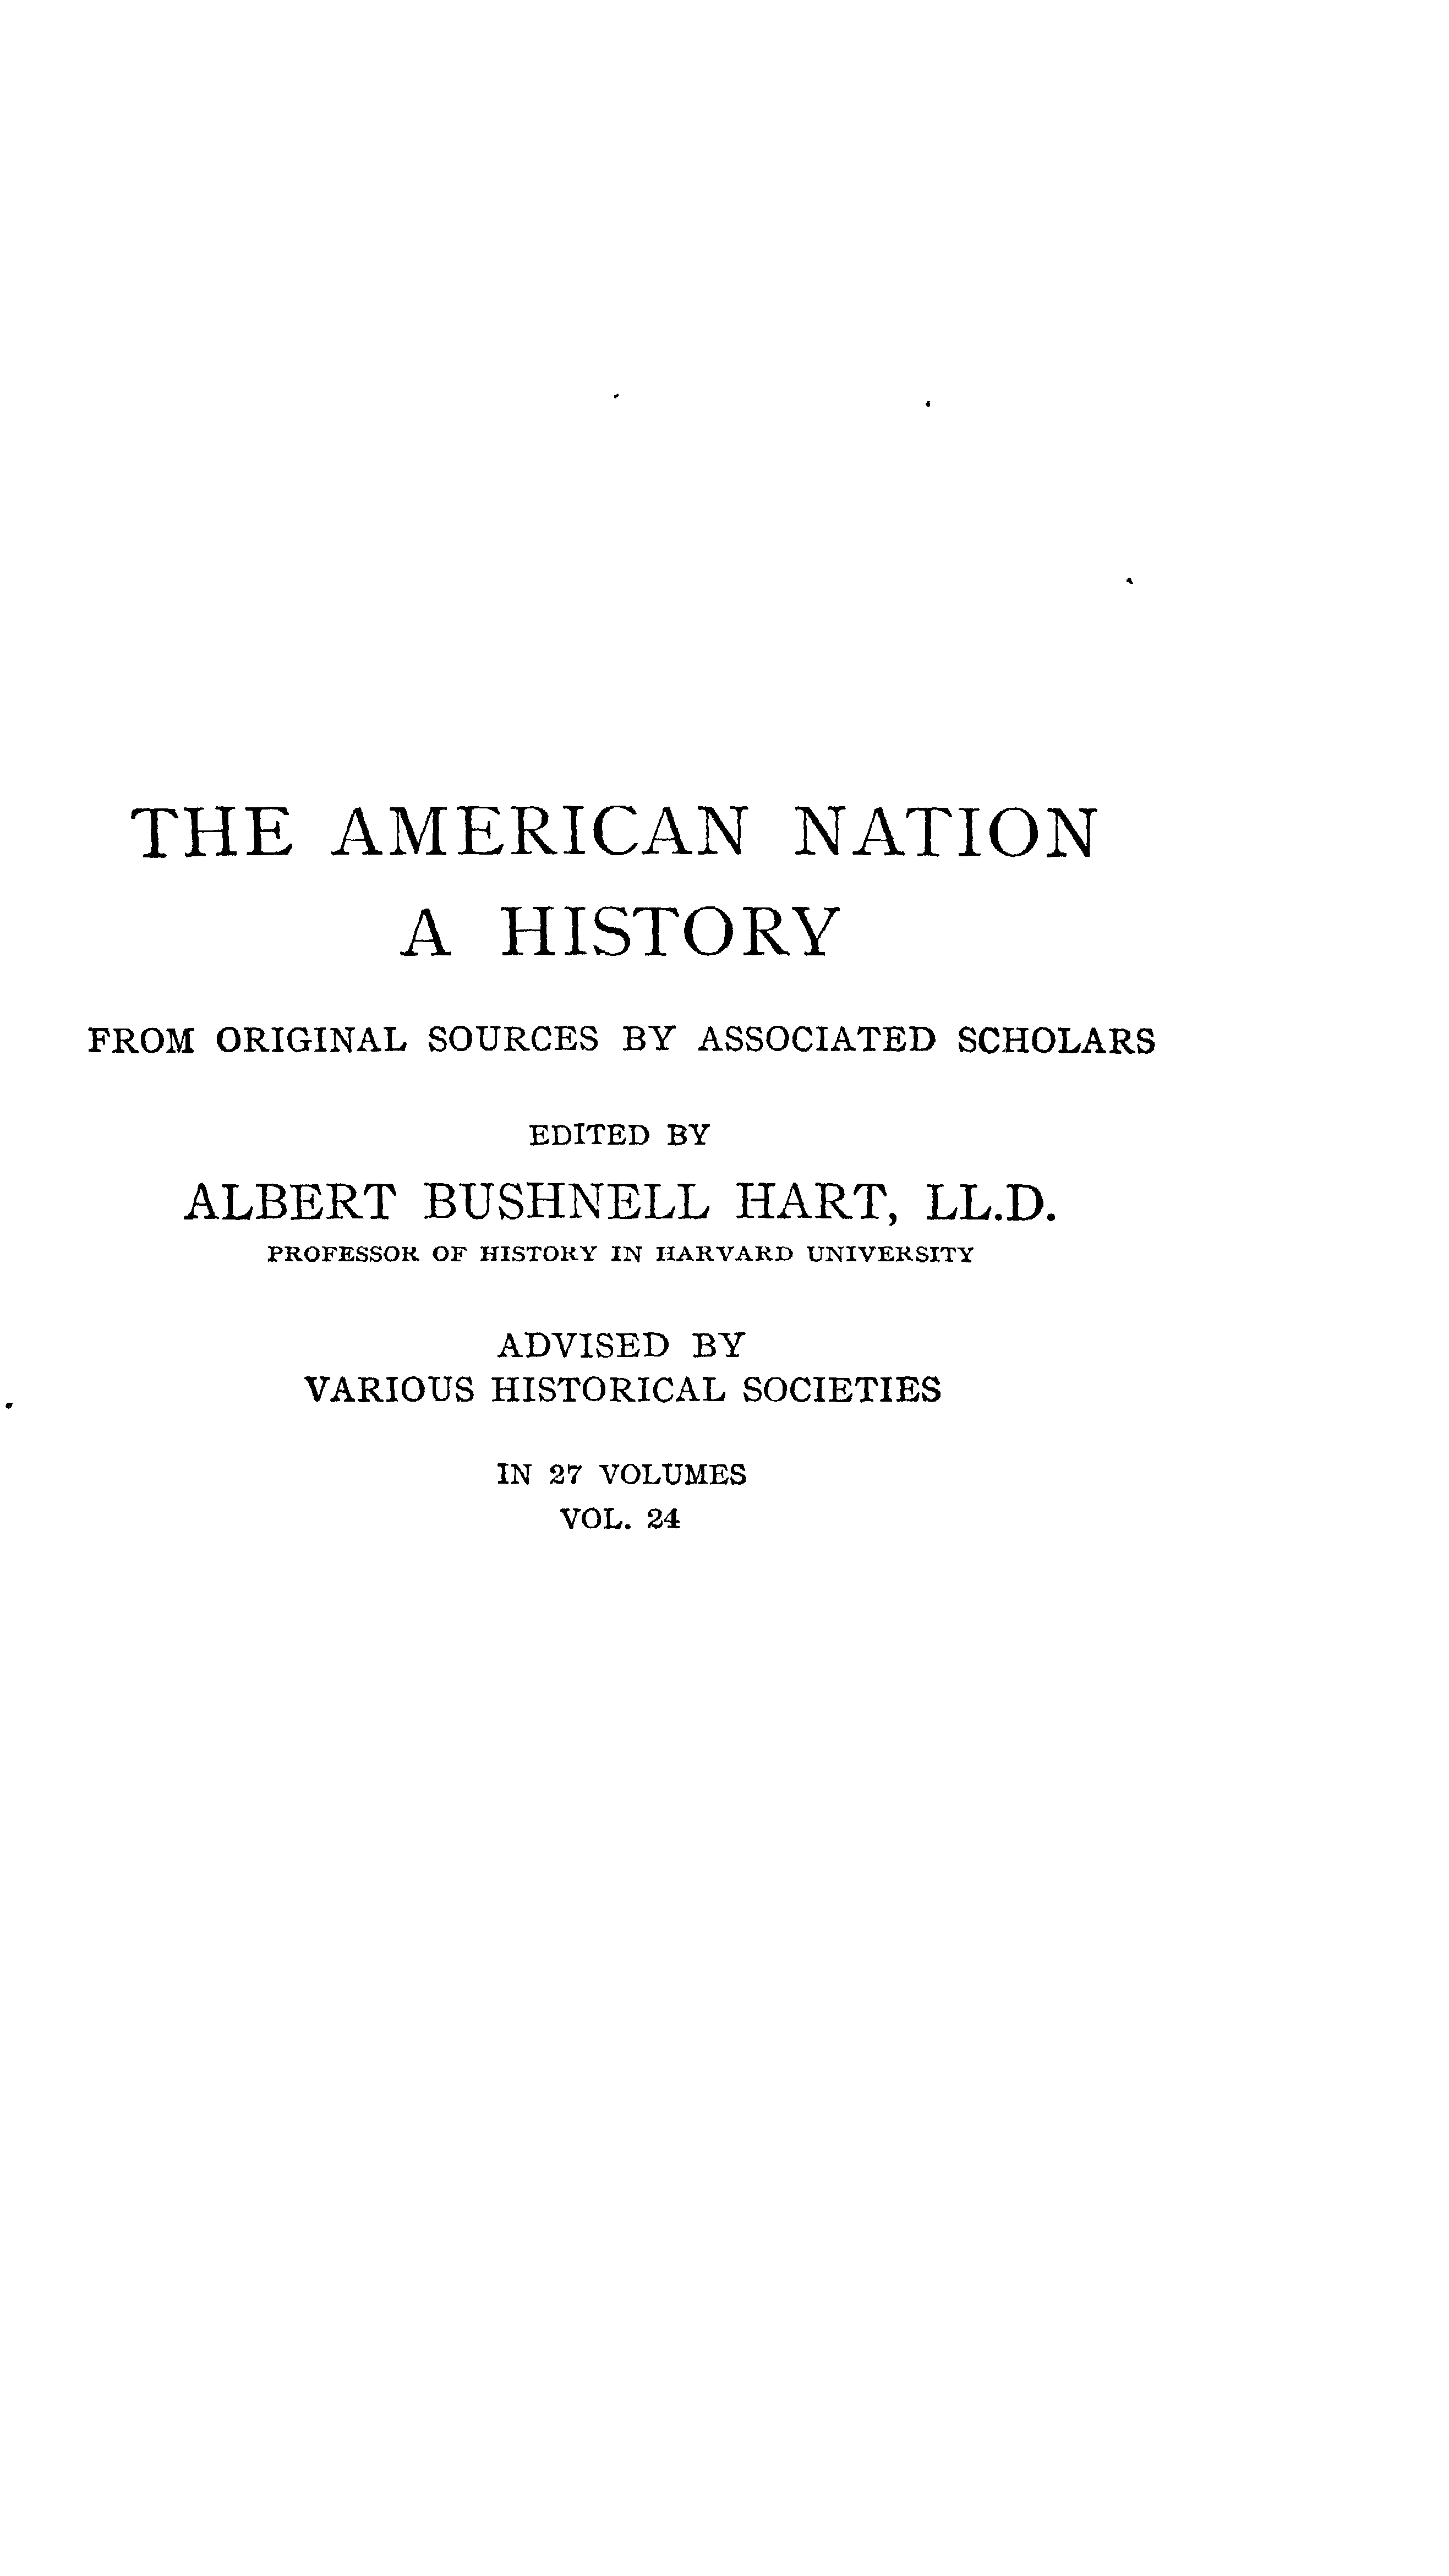 THE AMERICAN NATION
A HISTORY
FROM ORIGINAL SOURCES BY ASSOCIATED SCHOLARS
EDITED BY
ALBERT BUSHNELL HART, LL.D.
PROFESSOR OF HISTORY IN HARVARD UNIVERSITY
ADVISED BY
VARIOUS HISTORICAL SOCIETIES
IN 27 VOLUMES
VOL. 24